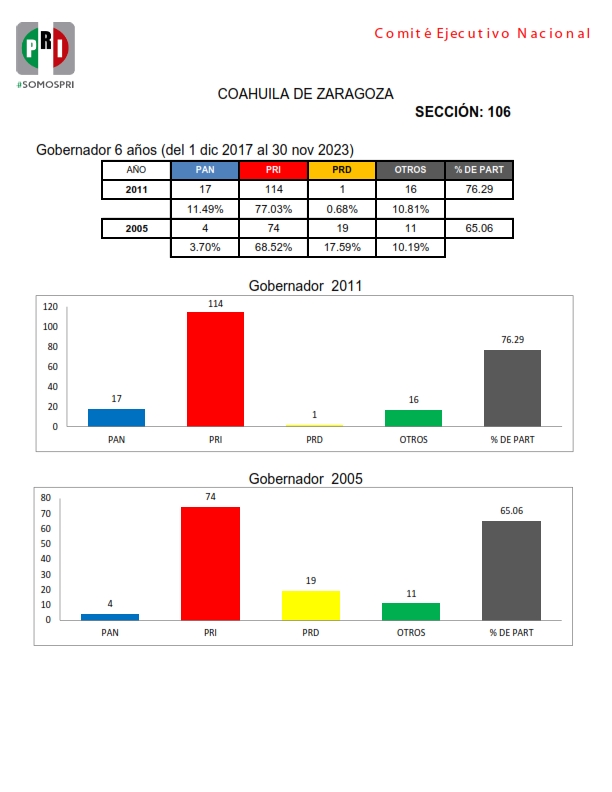 Comité Ejecutivo Nacional
PRI
#SOMOSPRI
COAHUILA DE ZARAGOZA
SECCIÓN: 106
Gobernador 6 años (del 1 dic 2017 al 30 nov 2023)
AÑO PAN PRI PRD OTROS % DE PART
2011 17 114 1 16 76.29
11.49% 77.03% 0.68% 10.81%
2005 4 74 19 11 65.06
3.70% 68.52% 17.59% 10.19%
Gobernador 2011
120
100
80
60
40
20
0
17
114
1
16
76.29
PAN PRI PRD OTROS % DE PART
Gobernador 2005
80
70
60
50
40
30
20
10
0
4
74
19
11
65.06
PAN PRI PRD OTROS % DE PART